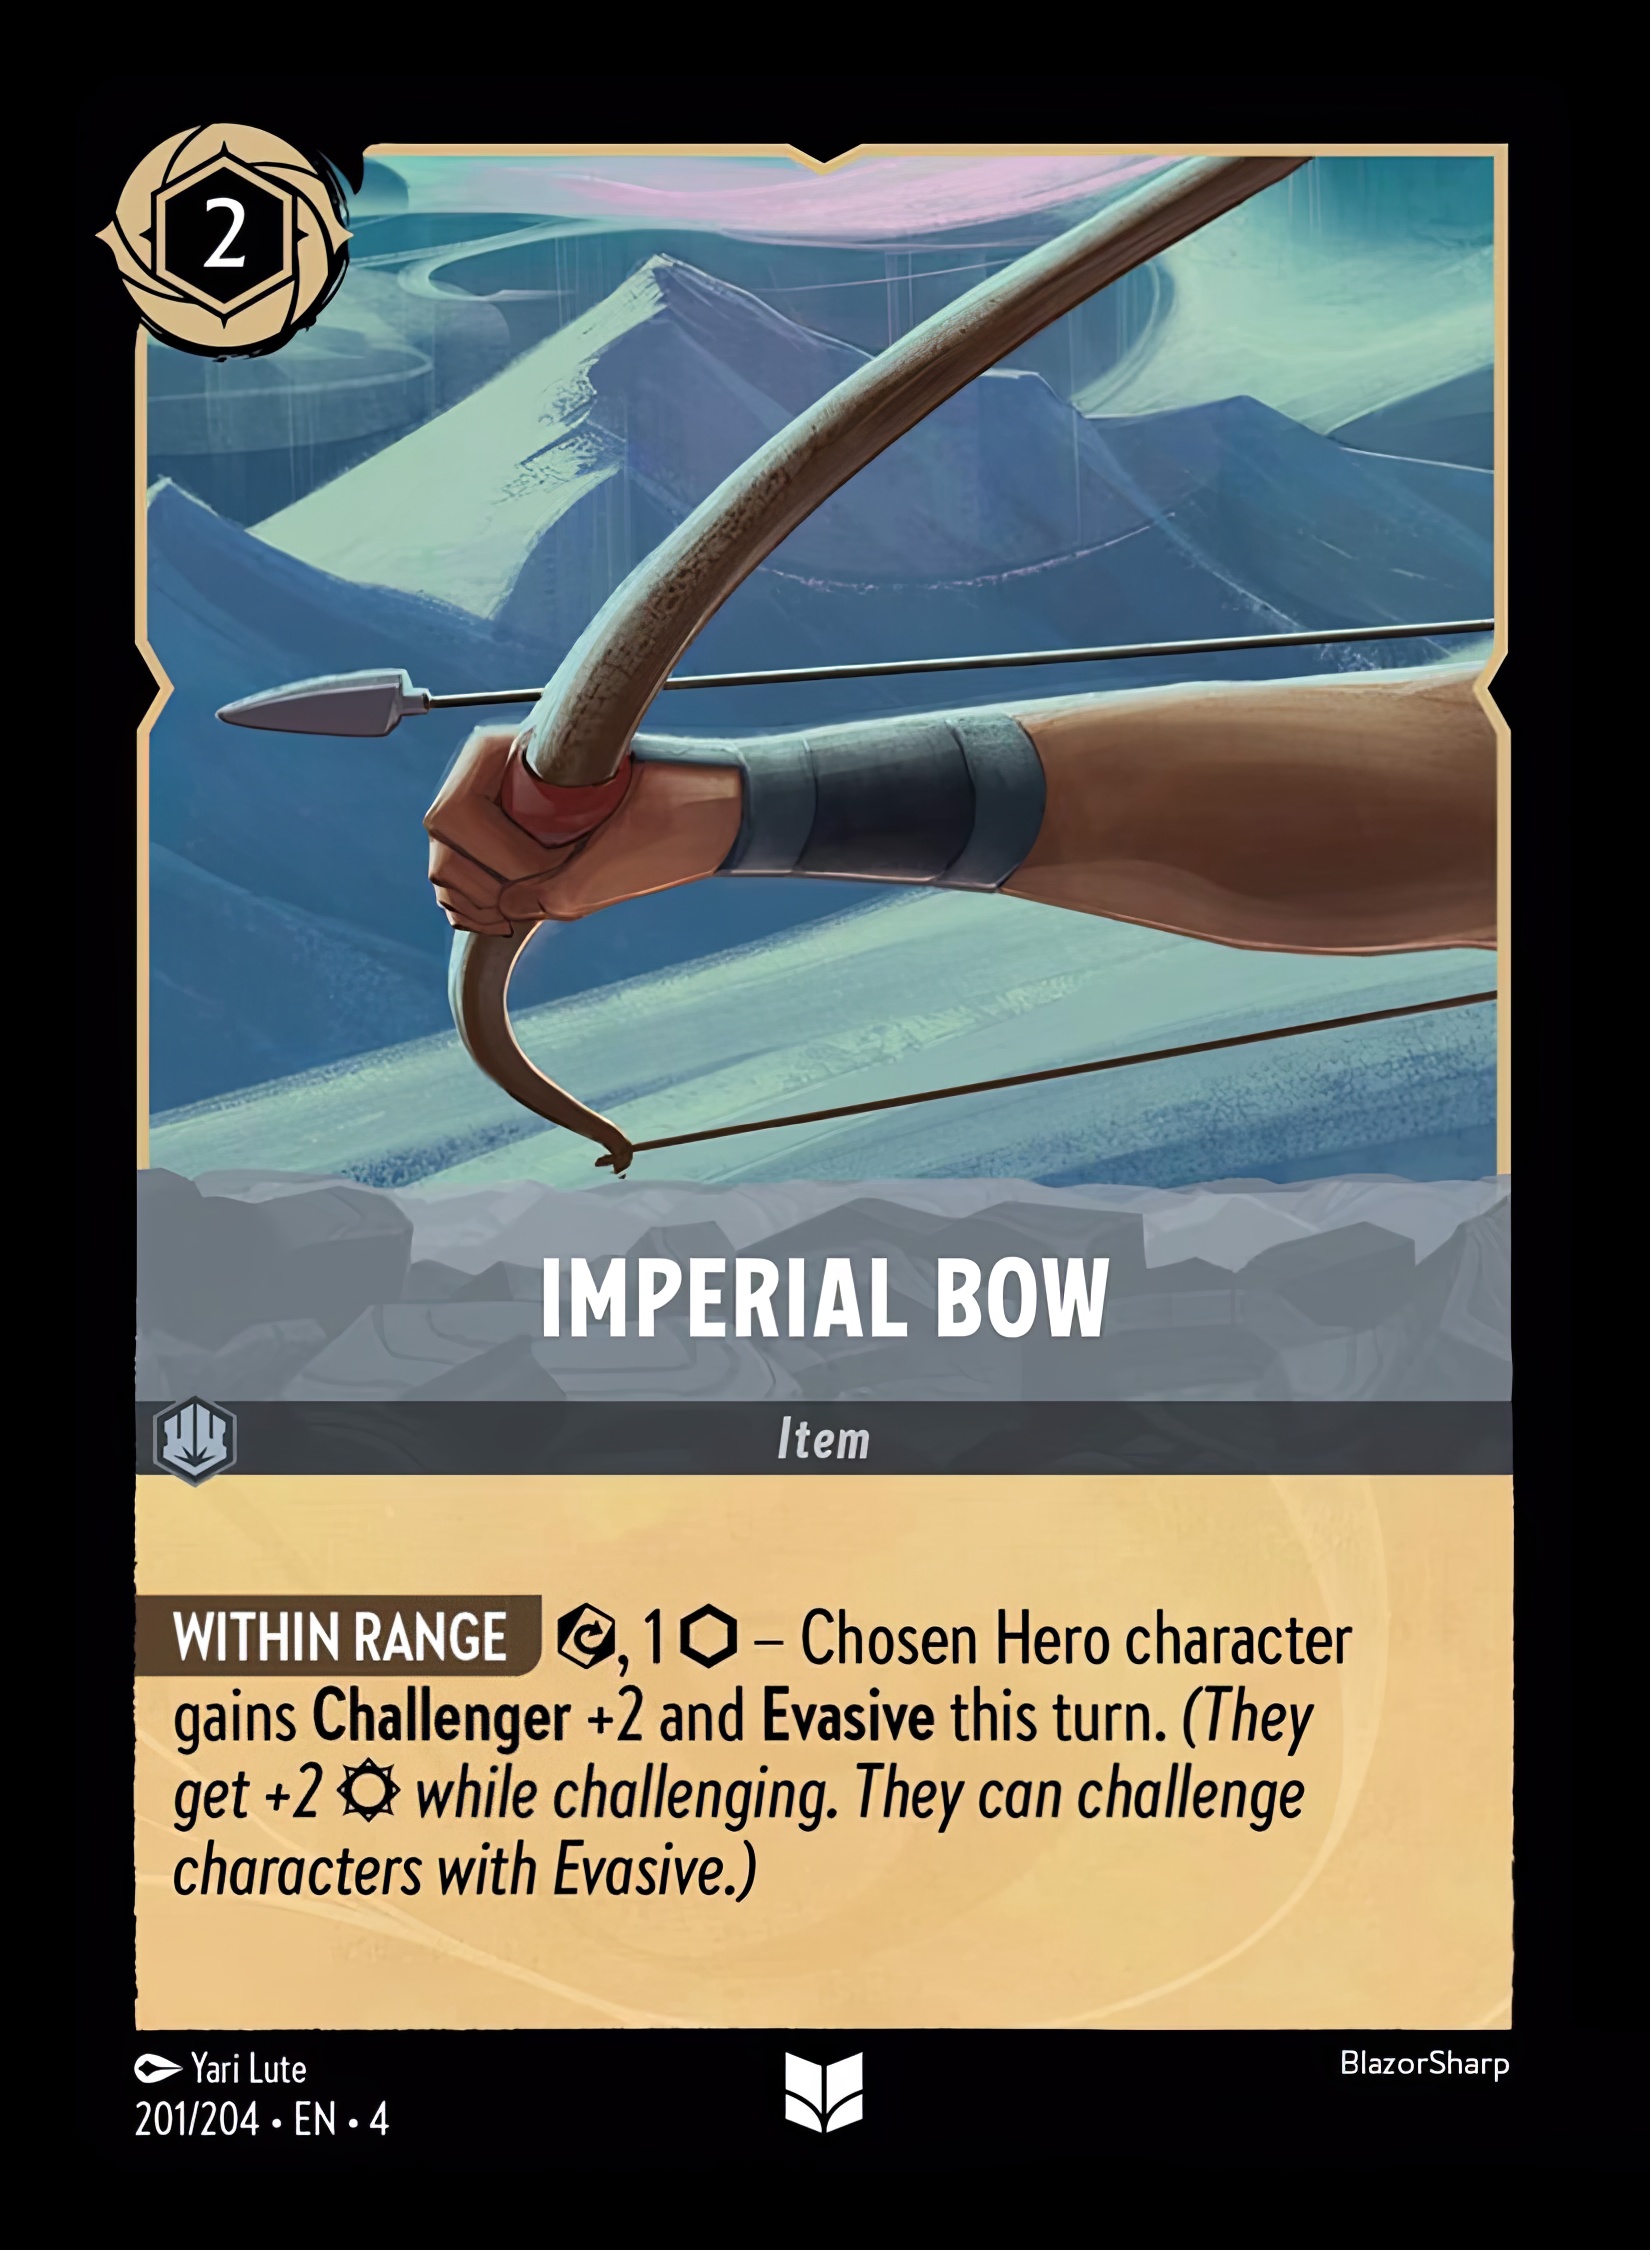 2
IMPERIAL BOW
Item
WITHIN RANGE , 1 – Chosen Hero character
gains Challenger +2 and Evasive this turn. (They
get +2 while challenging. They can challenge
characters with Evasive.)
Yari Lute
BlazorSharp
201/204 • EN • 4